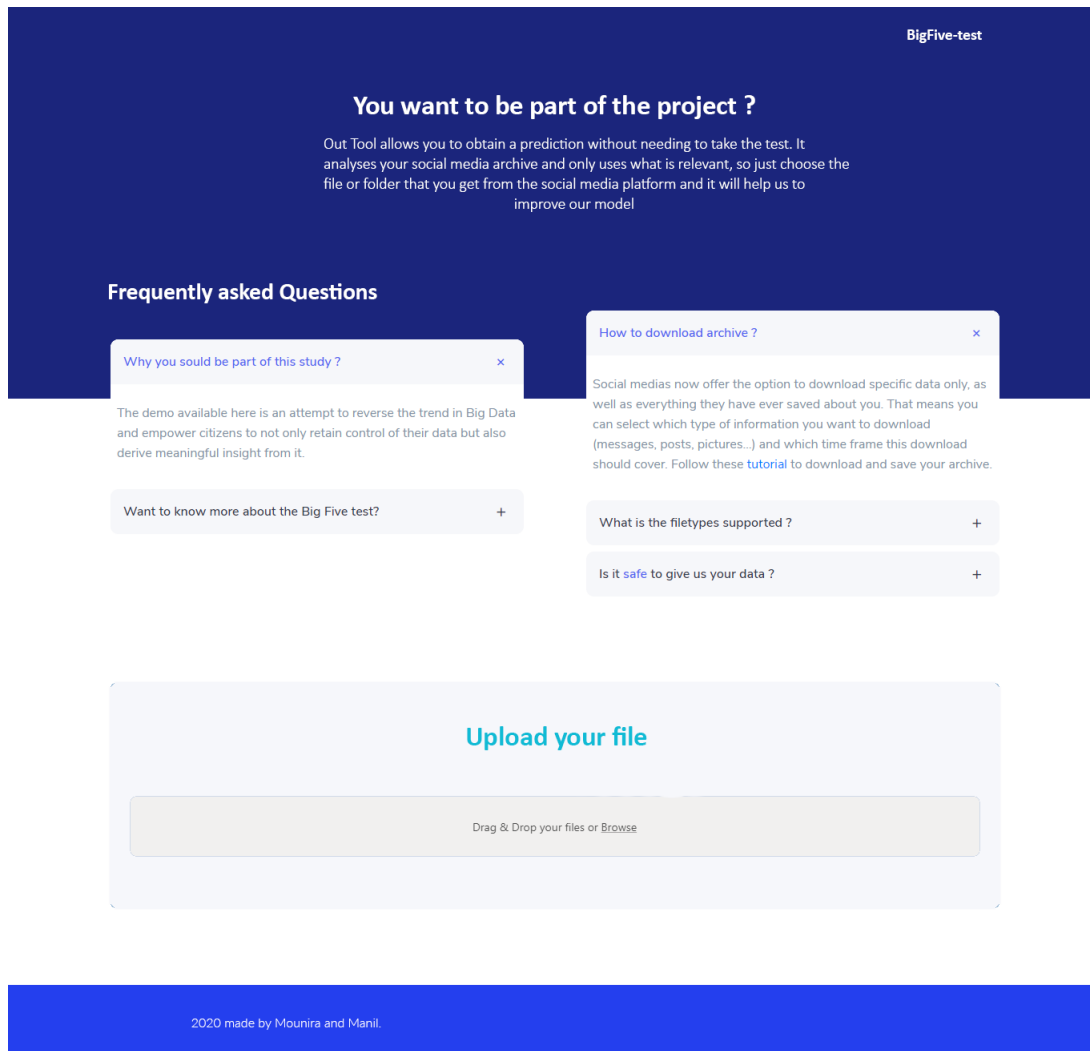 BigFive-test
You want to be part of the project ?
Out Tool allows you to obtain a prediction without needing to take the test. It
analyses your social media archive and only uses what is relevant, so just choose the
file or folder that you get from the social media platform and it will help us to
improve our model
Frequently asked Questions
Why you sould be part of this study ?
×
The demo available here is an attempt to reverse the trend in Big Data
and empower citizens to not only retain control of their data but also
derive meaningful insight from it.
Want to know more about the Big Five test?
+
How to download archive ?
×
Social medias now offer the option to download specific data only, as
well as everything they have ever saved about you. That means you
can select which type of information you want to download
(messages, posts, pictures...) and which time frame this download
should cover. Follow these tutorial to download and save your archive.
What is the filetypes supported ?
+
Is it safe to give us your data ?
+
Upload your file
Drag & Drop your files or Browse
2020 made by Mounira and Manil.